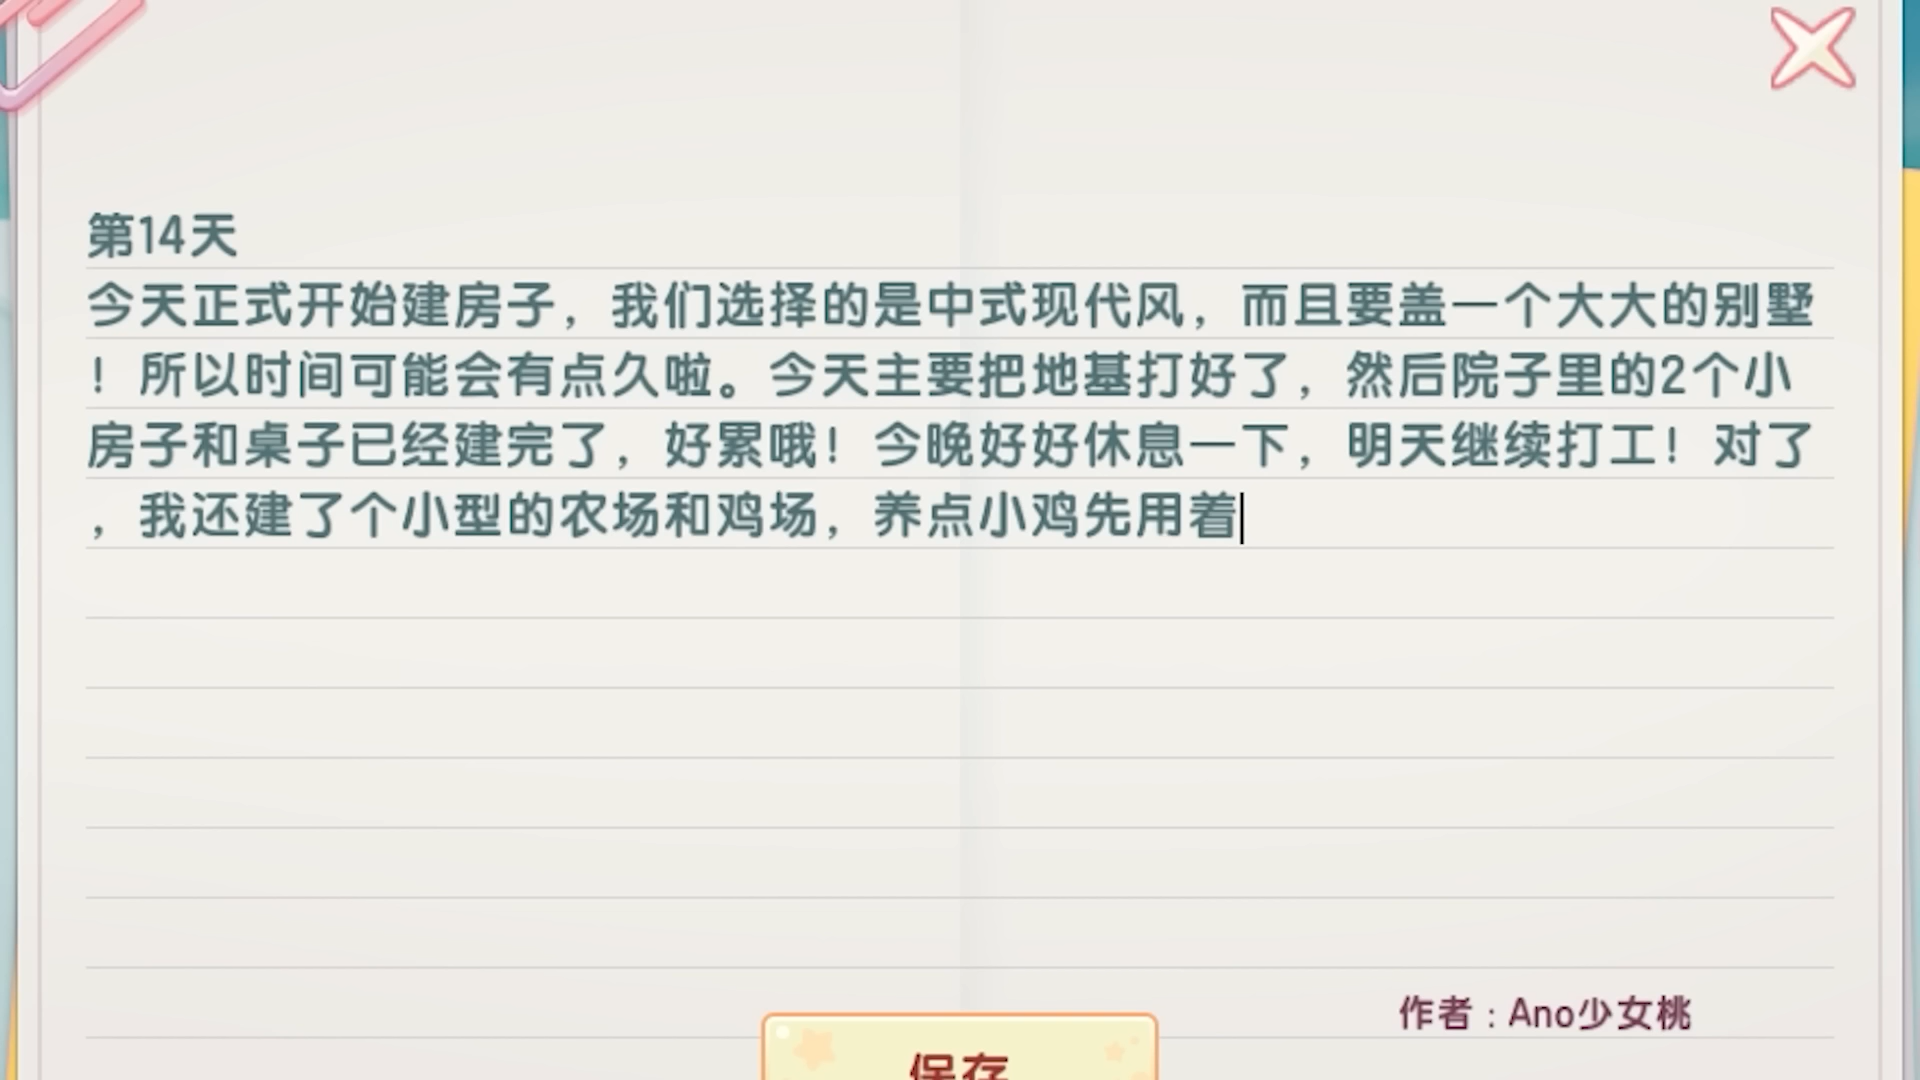 第14天
今天正式开始建房子，我们选择的是中式现代风，而且要盖一个大大的别墅
！所以时间可能会有点久啦。今天主要把地基打好了，然后院子里的2个小
房子和桌子已经建完了，好累哦！今晚好好休息一下，明天继续打工！对了
，我还建了个小型的农场和鸡场，养点小鸡先用着
作者：Ano少女桃
保存